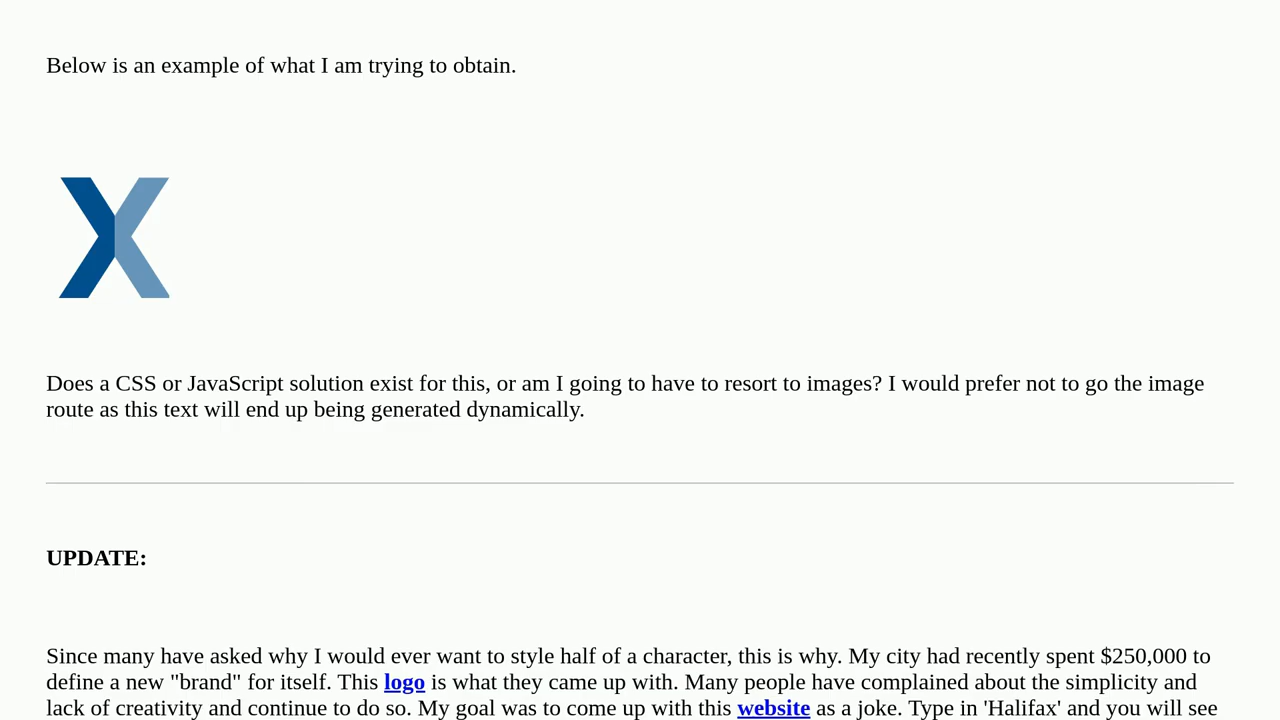 Below is an example of what I am trying to obtain.
X
Does a CSS or JavaScript solution exist for this, or am I going to have to resort to images? I would prefer not to go the image
route as this text will end up being generated dynamically.
UPDATE:
Since many have asked why I would ever want to style half of a character, this is why. My city had recently spent $250,000 to
define a new "brand" for itself. This logo is what they came up with. Many people have complained about the simplicity and
lack of creativity and continue to do so. My goal was to come up with this website as a joke. Type in 'Halifax' and you will see